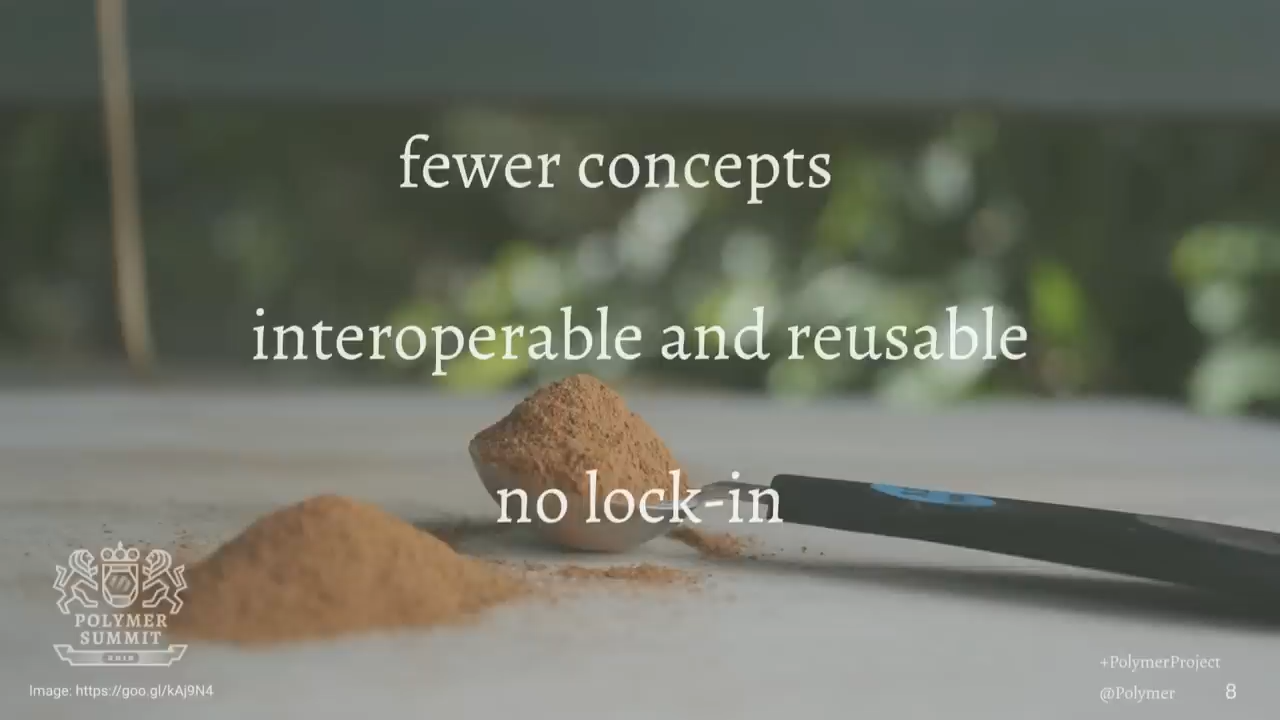 fewer concepts
interoperable and reusable
no lock-in
POLYMER
SUMMIT
+PolymerProject
Image: https://goo.gl/kAj9N4
@Polymer
8